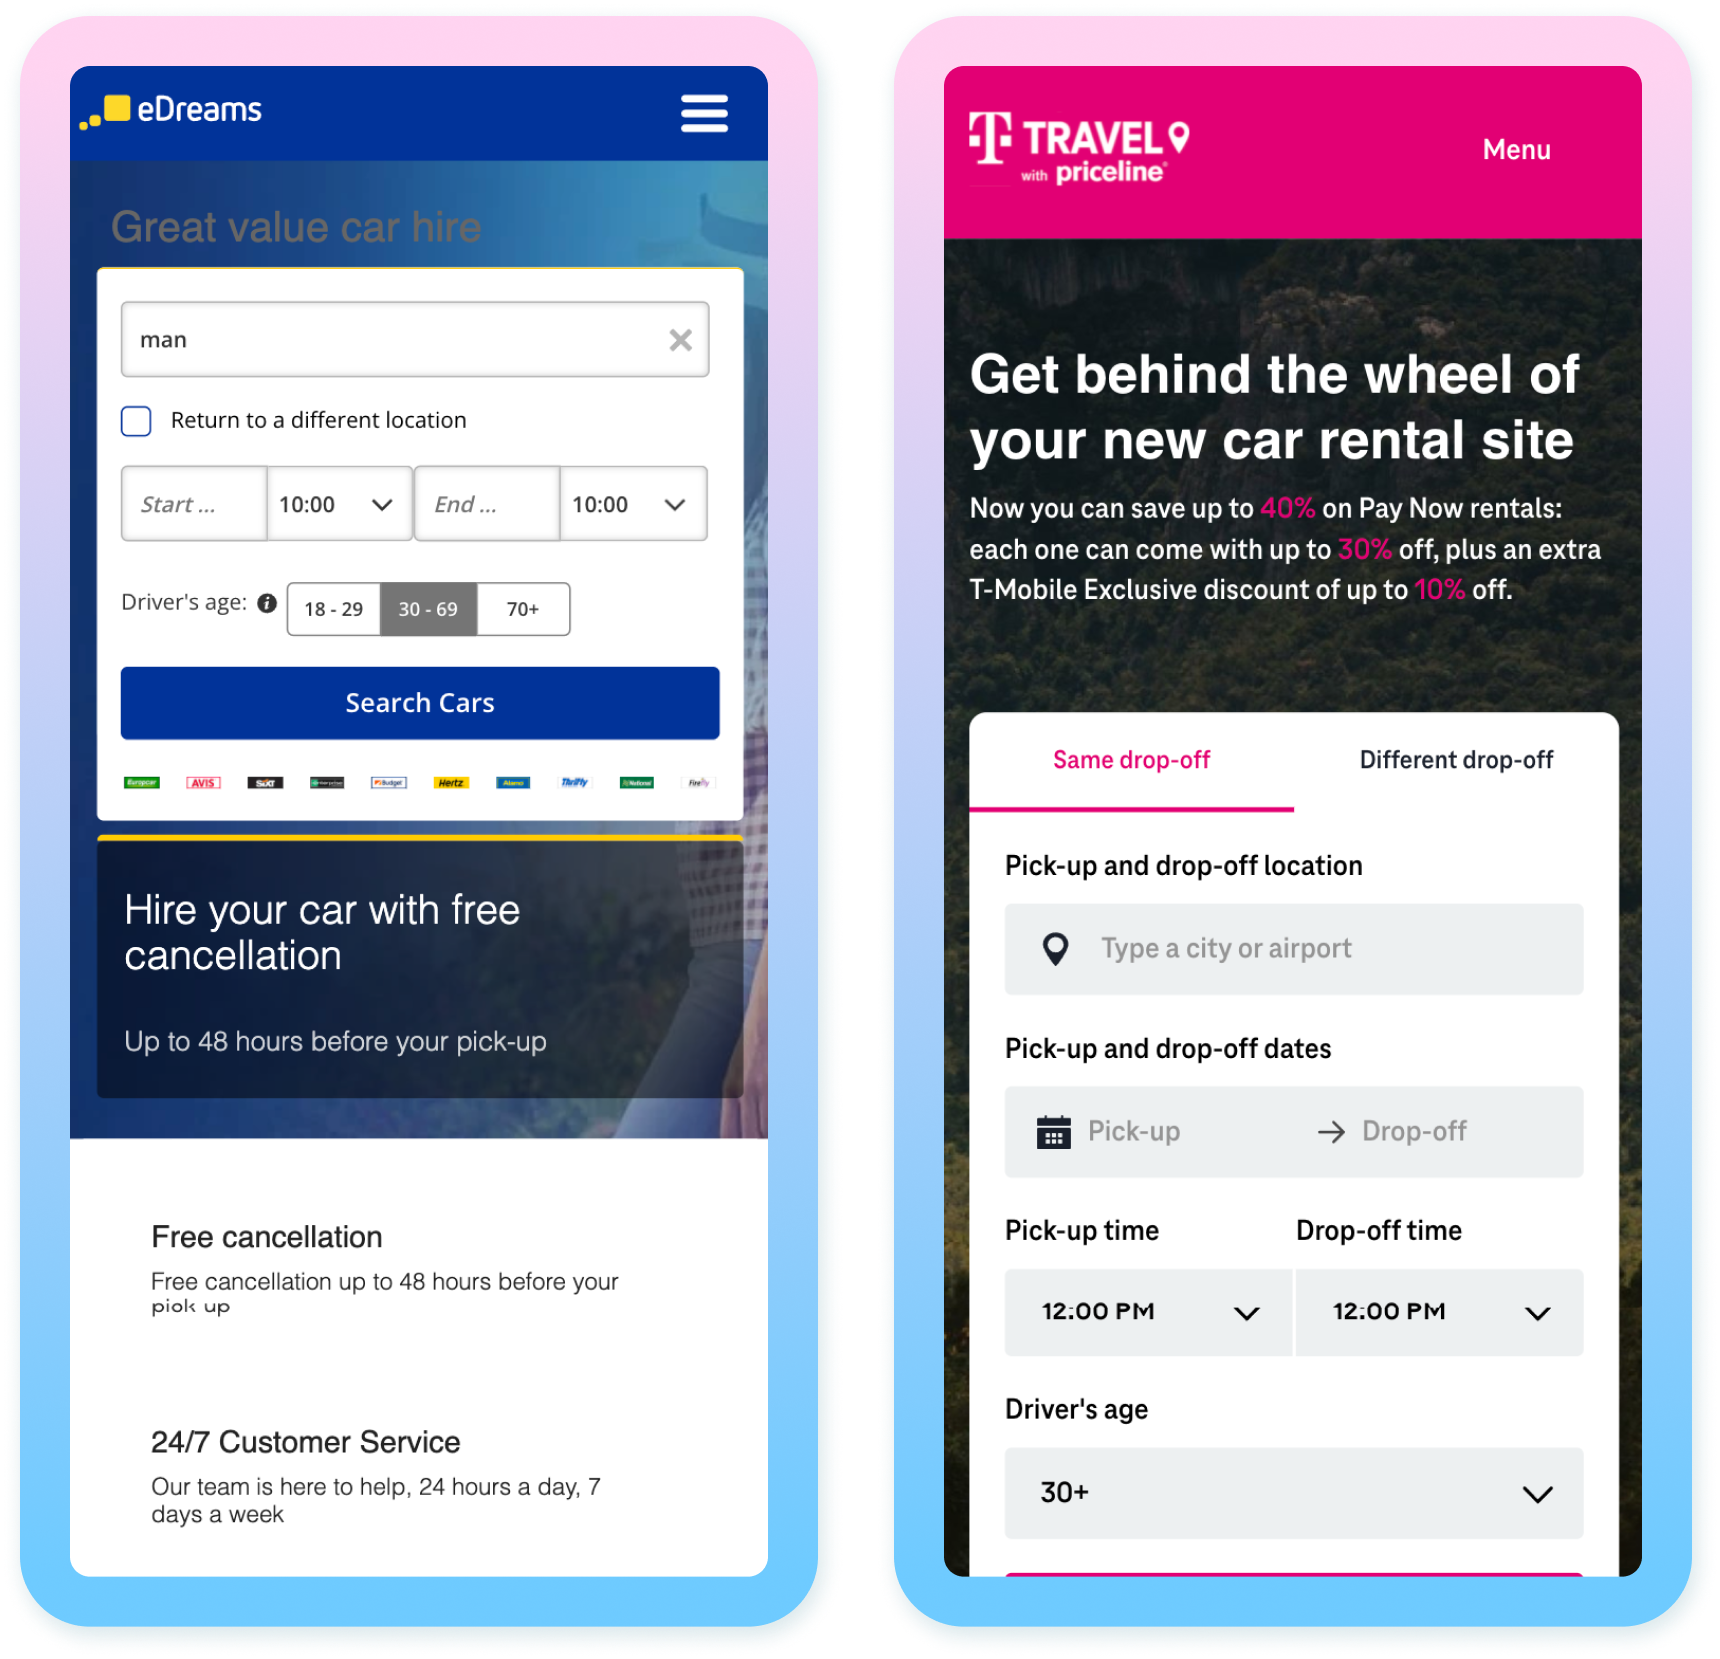 eDreams
Great value car hire
man
Return to a different location
Start ...
10:00
End ...
10:00
Driver's age:
18 - 29
30 - 69
70+
Search Cars
Europcar
AVIS
SIXT
Budget
Hertz
Alamo
Thrifty
National
Firefly
Hire your car with free
cancellation
Up to 48 hours before your pick-up
Free cancellation
Free cancellation up to 48 hours before your
pick up
24/7 Customer Service
Our team is here to help, 24 hours a day, 7
days a week
T TRAVEL
with priceline®
Menu
Get behind the wheel of
your new car rental site
Now you can save up to 40% on Pay Now rentals:
each one can come with up to 30% off, plus an extra
T-Mobile Exclusive discount of up to 10% off.
Same drop-off
Different drop-off
Pick-up and drop-off location
Type a city or airport
Pick-up and drop-off dates
Pick-up
Drop-off
Pick-up time
Drop-off time
12:00 PM
12:00 PM
Driver's age
30+